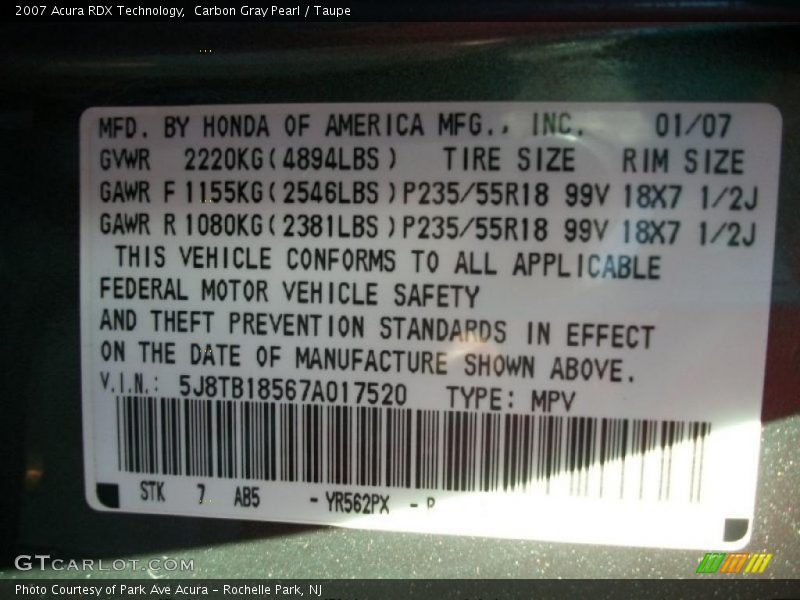 2007 Acura RDX Technology,  Carbon Gray Pearl / Taupe
MFD. BY HONDA OF AMERICA MFG., INC. 01/07
GVWR 2220KG(4894LBS) TIRE SIZE RIM SIZE
GAWR F 1155KG(2546LBS)P235/55R18 99V 18X7 1/2J
GAWR R 1080KG(2381LBS)P235/55R18 99V 18X7 1/2J
THIS VEHICLE CONFORMS TO ALL APPLICABLE
FEDERAL MOTOR VEHICLE SAFETY
AND THEFT PREVENTION STANDARDS IN EFFECT
ON THE DATE OF MANUFACTURE SHOWN ABOVE.
V.I.N.: 5J8TB18567A017520 TYPE: MPV
STK 7 AB5 - YR562PX -
GTCARLOT.COM
Photo Courtesy of Park Ave Acura – Rochelle Park, NJ